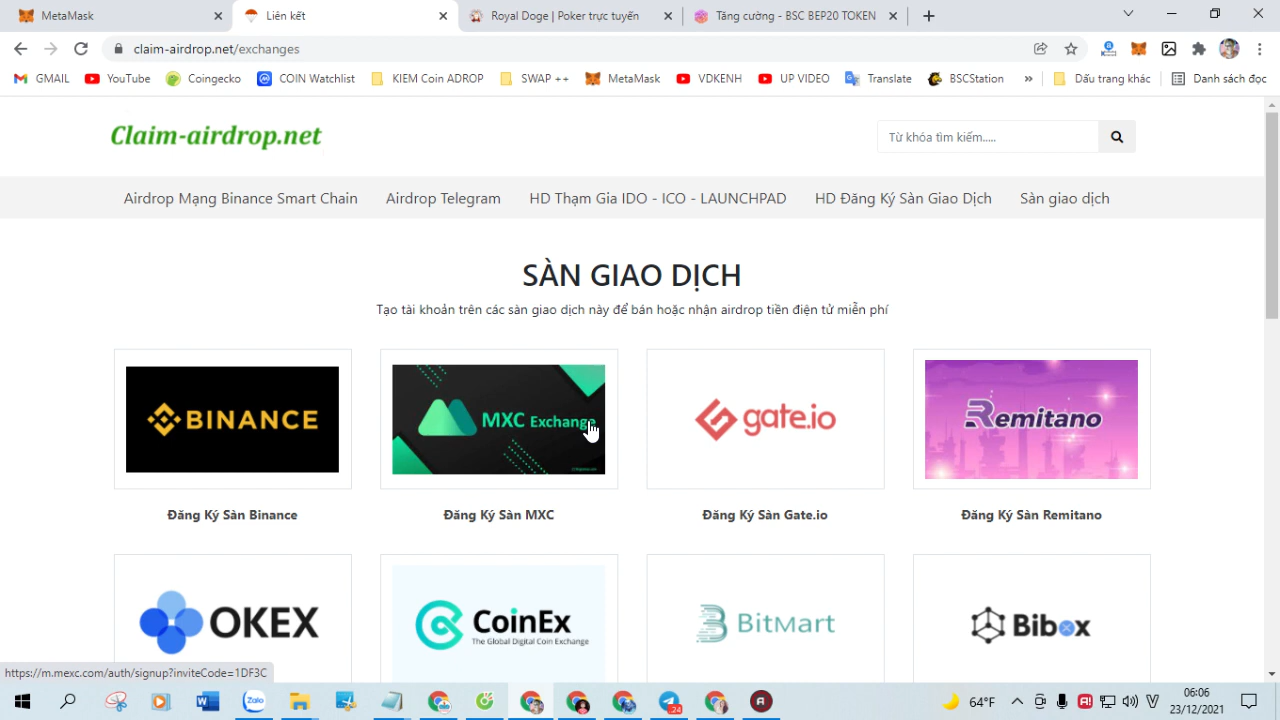 MetaMask
Liên kết
Royal Doge | Poker trực tuyến
Tăng cường - BSC BEP20 TOKEN
claim-airdrop.net/exchanges
GMAIL
YouTube
Coingecko
COIN Watchlist
KIEM Coin ADROP
SWAP ++
MetaMask
VDKENH
UP VIDEO
Translate
BSCStation
»
Dấu trang khác
Danh sách đọc
Claim-airdrop.net
Từ khóa tìm kiếm.....
Airdrop Mạng Binance Smart Chain
Airdrop Telegram
HD Thạm Gia IDO - ICO - LAUNCHPAD
HD Đăng Ký Sàn Giao Dịch
Sàn giao dịch
SÀN GIAO DỊCH
Tạo tài khoản trên các sàn giao dịch này để bán hoặc nhận airdrop tiền điện tử miễn phí
BINANCE
MXC Exchange
gate.io
Remitano
Đăng Ký Sàn Binance
Đăng Ký Sàn MXC
Đăng Ký Sàn Gate.io
Đăng Ký Sàn Remitano
OKEX
CoinEx
The Global Digital Coin Exchange
BitMart
Bibox
https://m.mexc.com/auth/signup?inviteCode=1DF3C
Zalo
24
64°F
06:06
23/12/2021